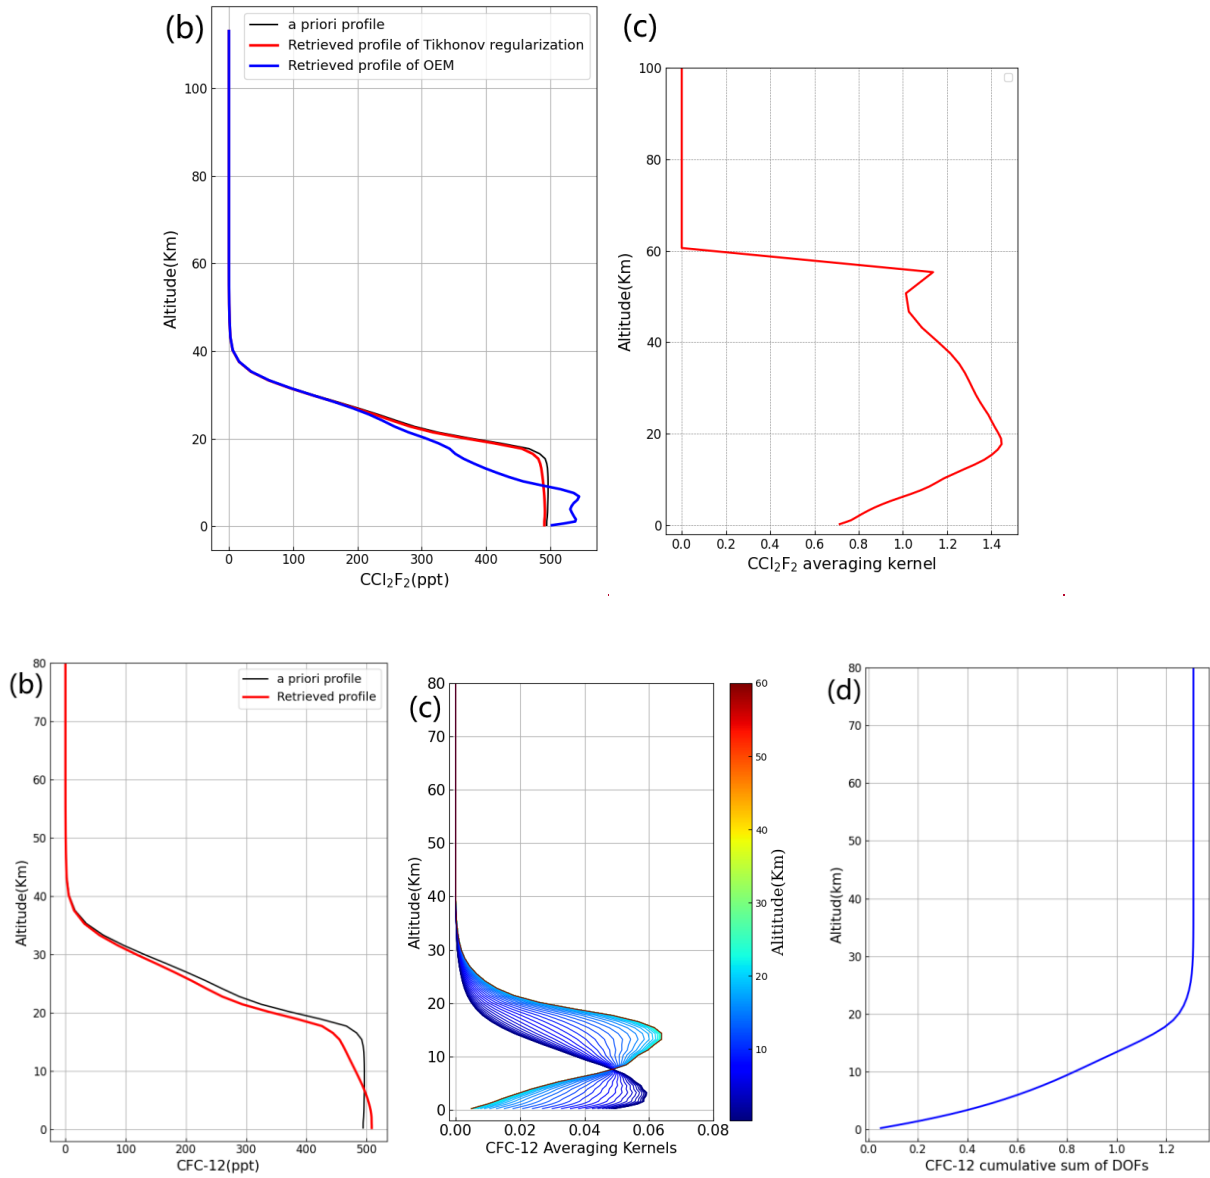 (b)
a priori profile
Retrieved profile of Tikhonov regularization
Retrieved profile of OEM
100
80
60
40
20
0
Altitude(Km)
0 100 200 300 400 500
CCl₂F₂(ppt)
(c)
100
80
60
40
20
0
Altitude(Km)
0.0 0.2 0.4 0.6 0.8 1.0 1.2 1.4
CCl₂F₂ averaging kernel
(b)
a priori profile
Retrieved profile
80
70
60
50
40
30
20
10
0
Altitude(Km)
0 100 200 300 400 500
CFC-12(ppt)
(c)
80
70
60
50
40
30
20
10
0
Altitude(Km)
0.00 0.02 0.04 0.06 0.08
CFC-12 Averaging Kernels
60
50
40
30
20
10
Alititude(Km)
(d)
80
70
60
50
40
30
20
10
0
Altitud(km)
0.0 0.2 0.4 0.6 0.8 1.0 1.2
CFC-12 cumulative sum of DOFs